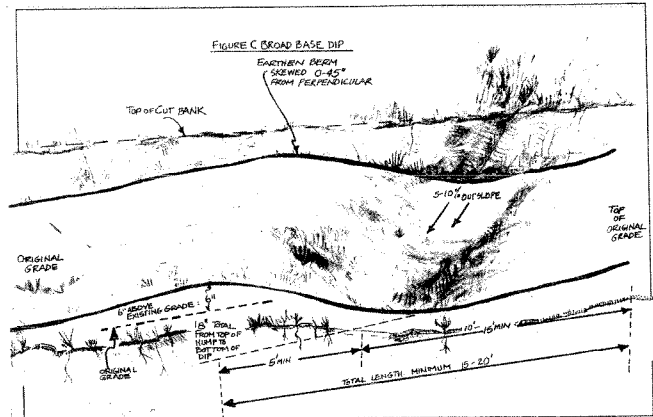 FIGURE C BROAD BASE DIP
EARTHEN BERM
SKEWED 0-45°
FROM PERPENDICULAR
TOP OF CUT BANK
5-10% OUTSLOPE
TOP
OF
ORIGINAL
GRADE
ORIGINAL
GRADE
6" ABOVE
EXISTING GRADE
6"
18" TOTAL
FROM TOP OF
HUMP TO
BOTTOM OF
DIP
ORIGINAL
GRADE
5' MIN
10'-
15' MIN
TOTAL LENGTH MINIMUM 15-20'